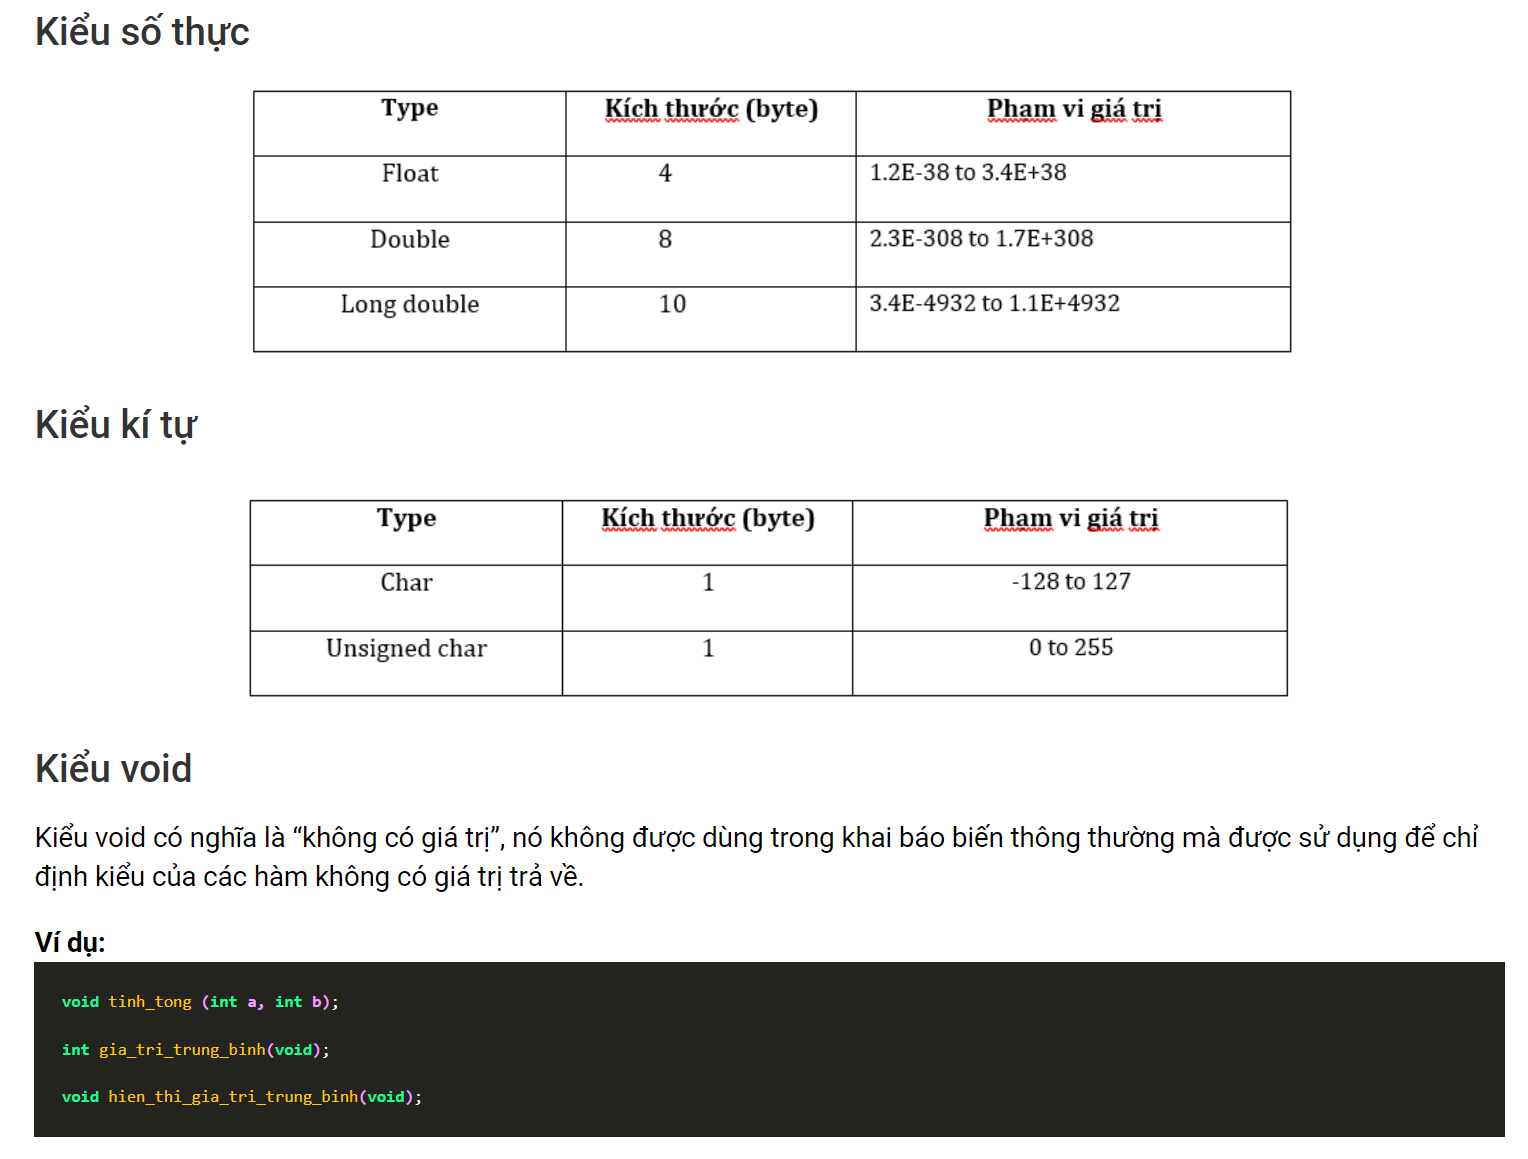 Kiểu số thực
Type Kích thước (byte) Phạm vi giá trị
Float 4 1.2E-38 to 3.4E+38
Double 8 2.3E-308 to 1.7E+308
Long double 10 3.4E-4932 to 1.1E+4932
Kiểu kí tự
Type Kích thước (byte) Phạm vi giá trị
Char 1 -128 to 127
Unsigned char 1 0 to 255
Kiểu void
Kiểu void có nghĩa là “không có giá trị”, nó không được dùng trong khai báo biến thông thường mà được sử dụng để chỉ
định kiểu của các hàm không có giá trị trả về.
Ví dụ:
void tinh_tong (int a, int b);
int gia_tri_trung_binh(void);
void hien_thi_gia_tri_trung_binh(void);